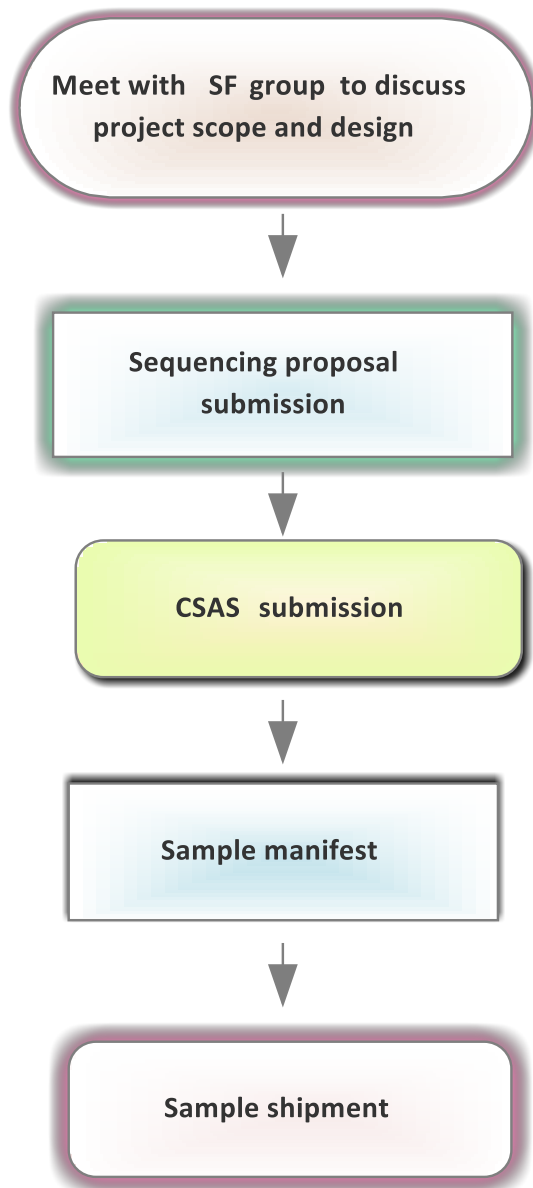 Meet with SF group to discuss
project scope and design
Sequencing proposal
submission
CSAS submission
Sample manifest
Sample shipment